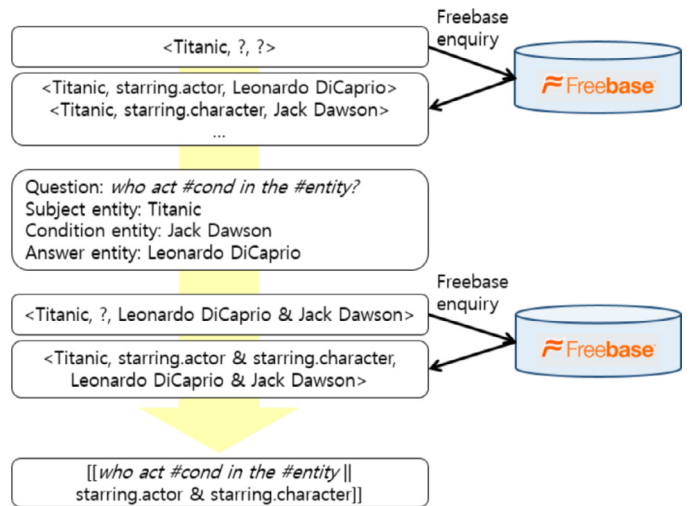 <Titanic, ?, ?>
Freebase
enquiry
Freebase
<Titanic, starring.actor, Leonardo DiCaprio>
<Titanic, starring.character, Jack Dawson>
...
Question: who act #cond in the #entity?
Subject entity: Titanic
Condition entity: Jack Dawson
Answer entity: Leonardo DiCaprio
Freebase
enquiry
<Titanic, ?, Leonardo DiCaprio & Jack Dawson>
Freebase
<Titanic, starring.actor & starring.character,
Leonardo DiCaprio & Jack Dawson>
[[who act #cond in the #entity ||
starring.actor & starring.character]]